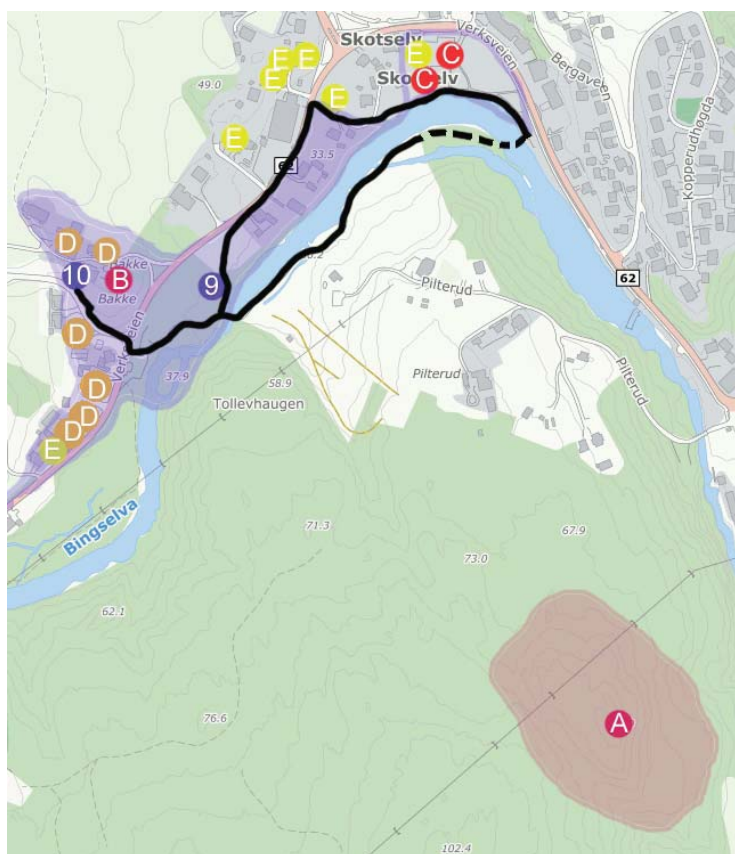 Skotselv
Verksveien
E
E
E
C
Bergaveen
49.0
E
Skotselv
C
E
Kopperudhøgda
E
33.5
62
D
D
Bakke
10
B
9
62
Bakke
Pilterud
D
Verksveien
Pilterud
Pilterud
37.9
58.9
D
Tollevhaugen
D
D
E
Bingselva
71.3
67.9
73.0
62.1
76.6
A
102.4